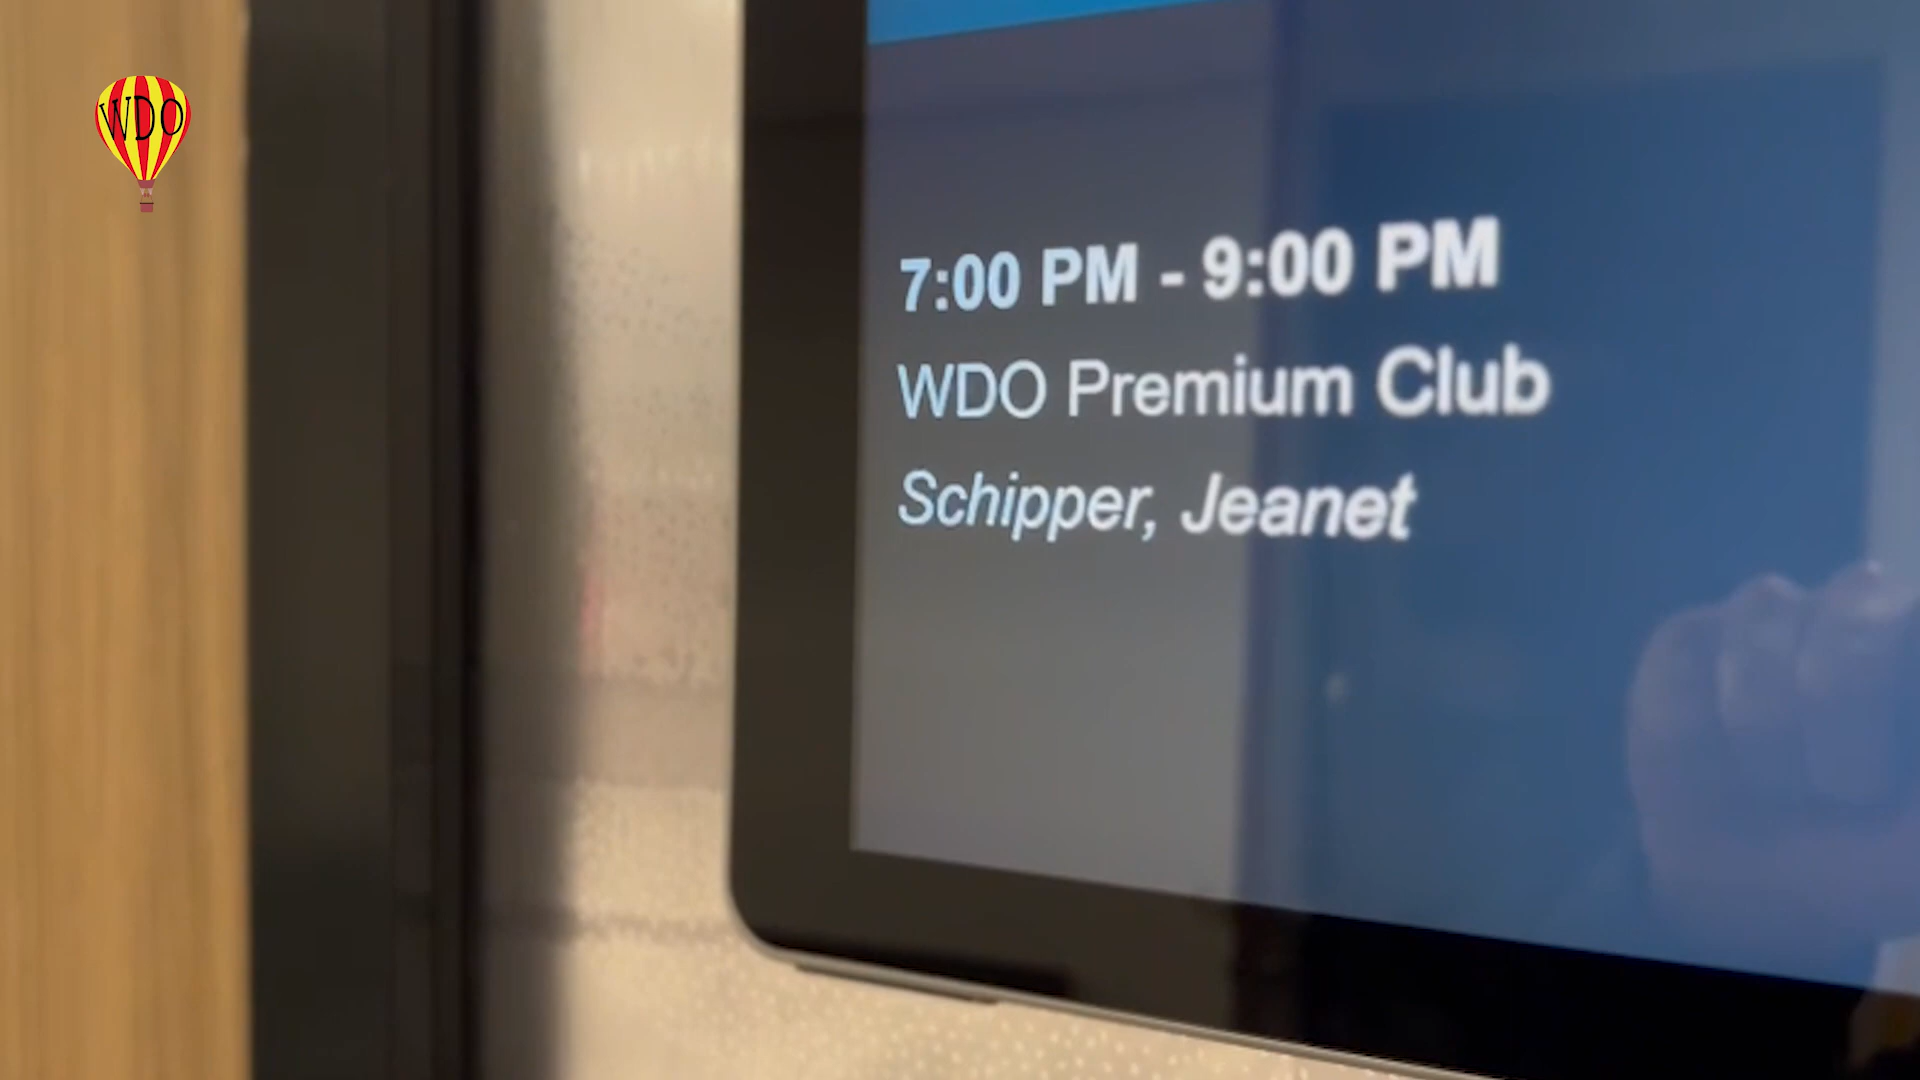 WDO
7:00 PM - 9:00 PM
WDO Premium Club
Schipper, Jeanet